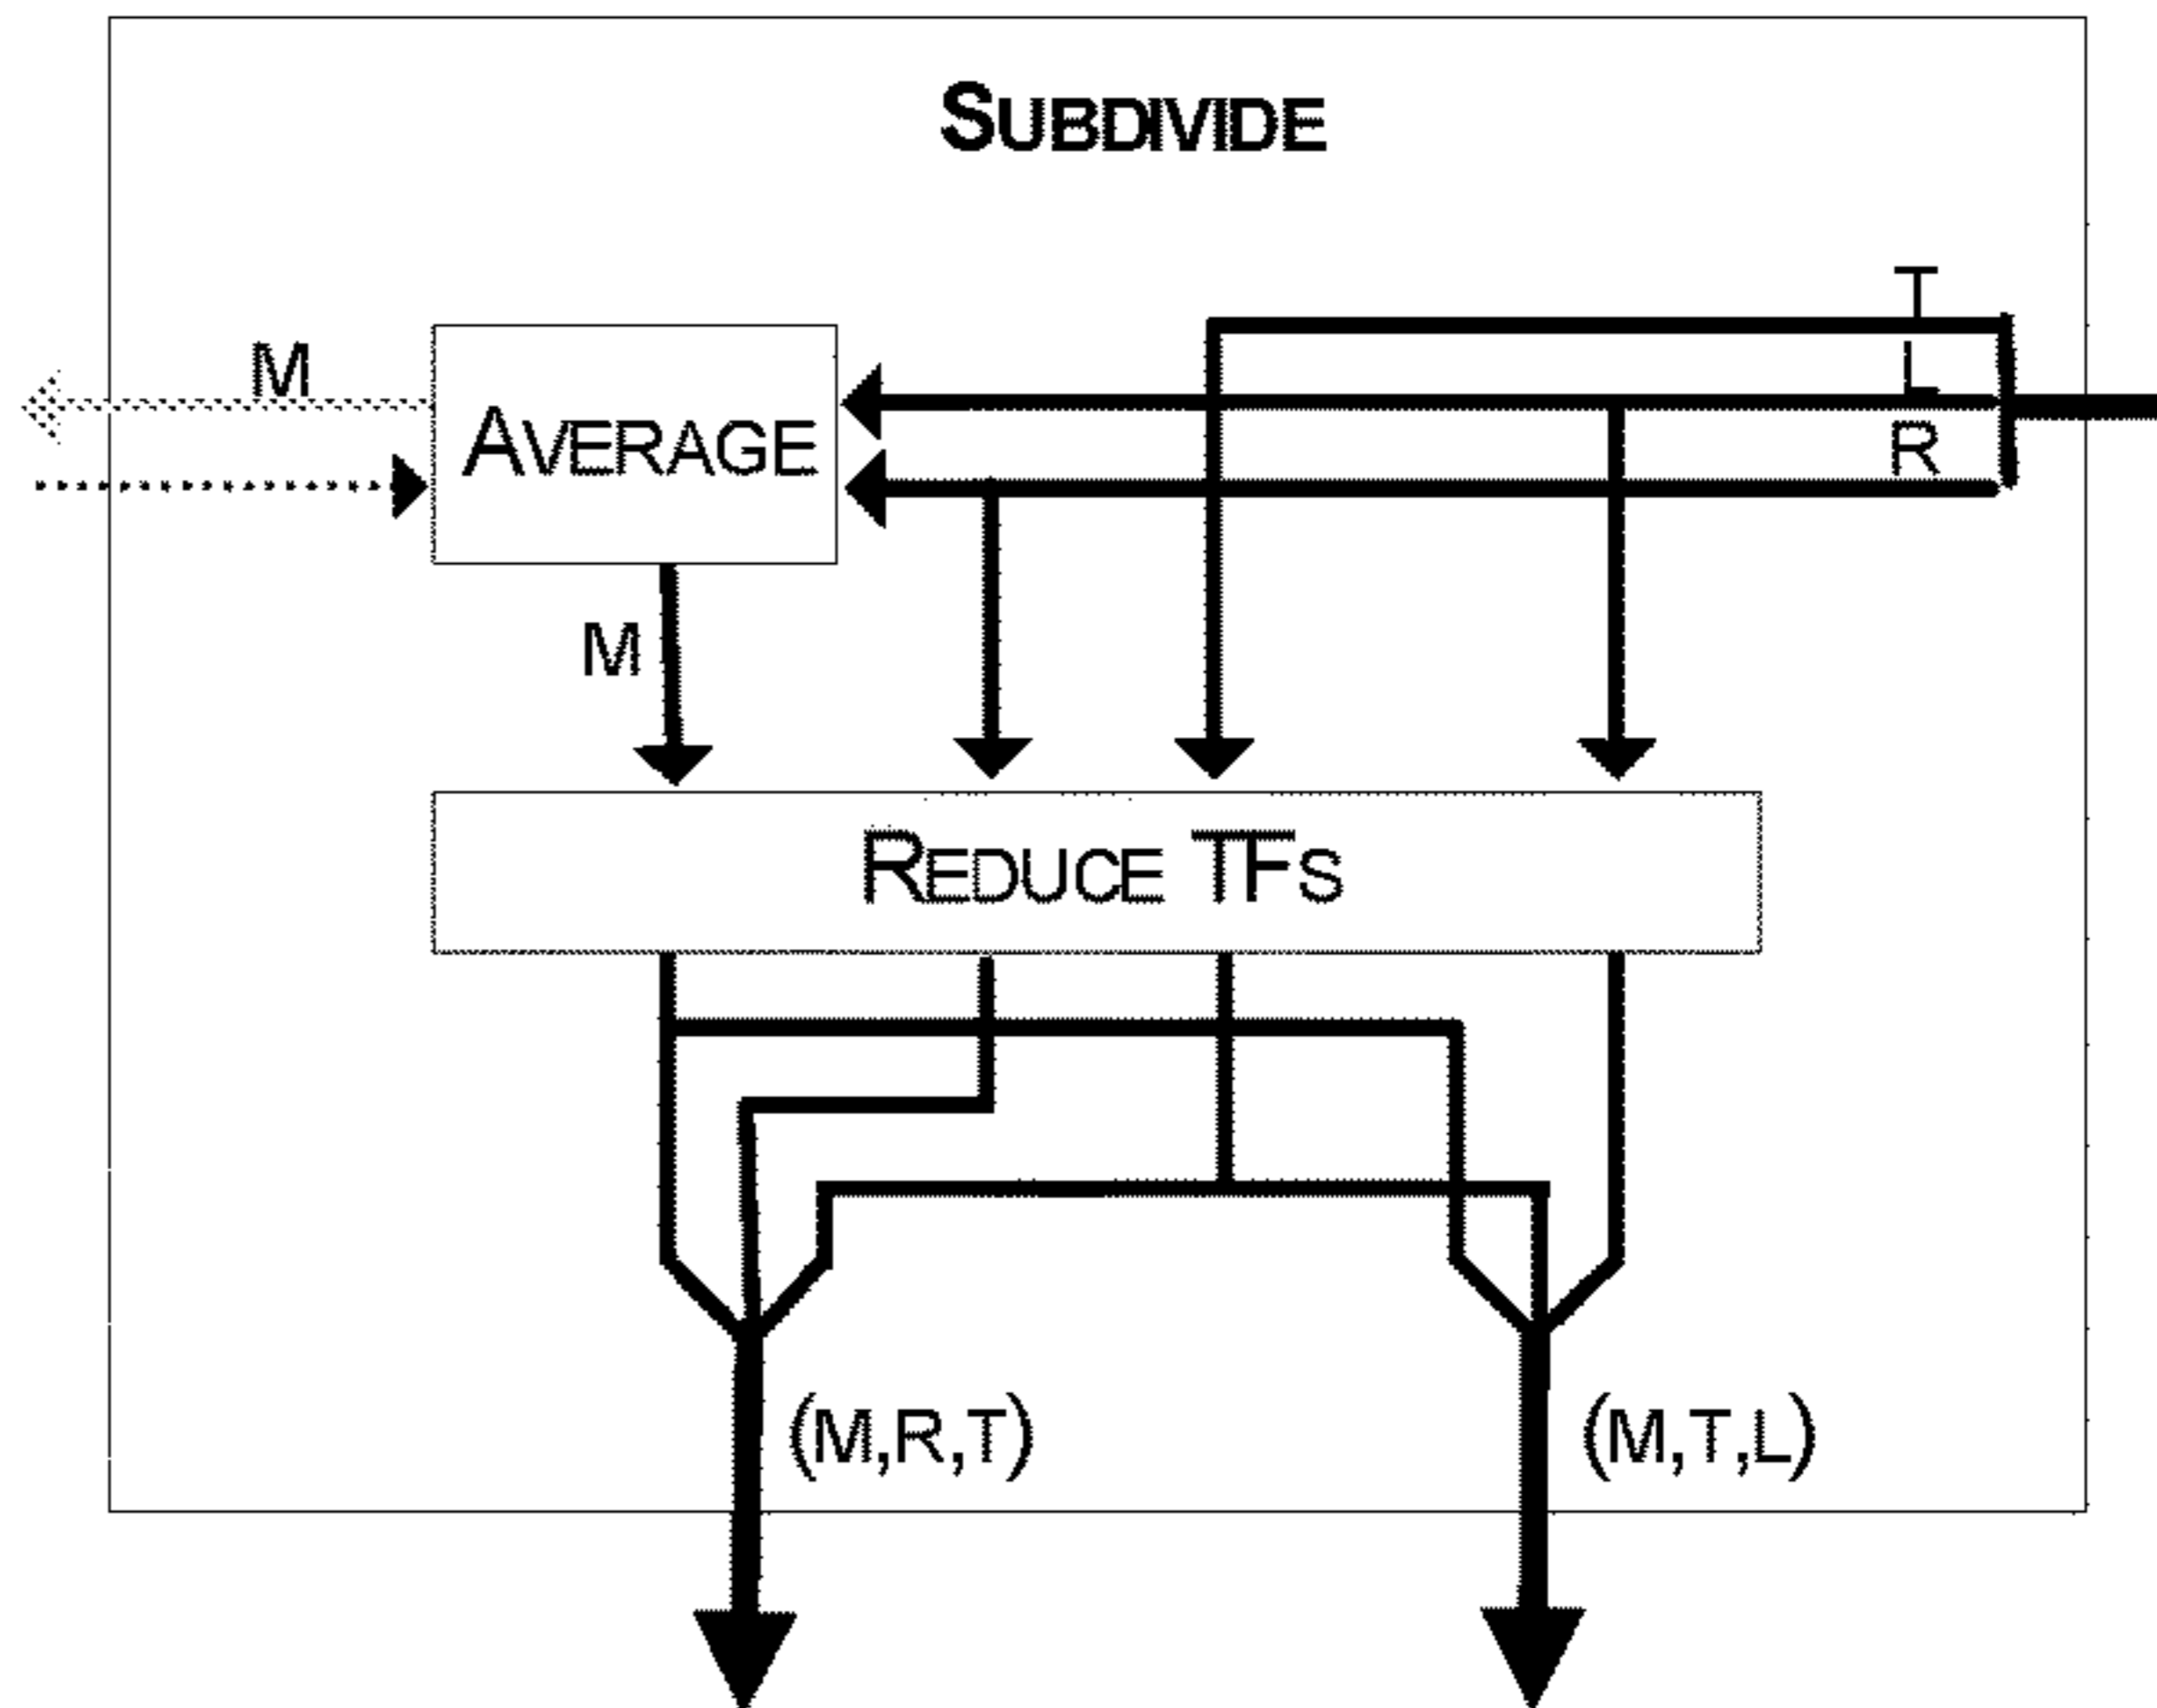 SUBDIVIDE
T
L
R
M
AVERAGE
M
REDUCE TFS
(M,R,T)
(M,T,L)